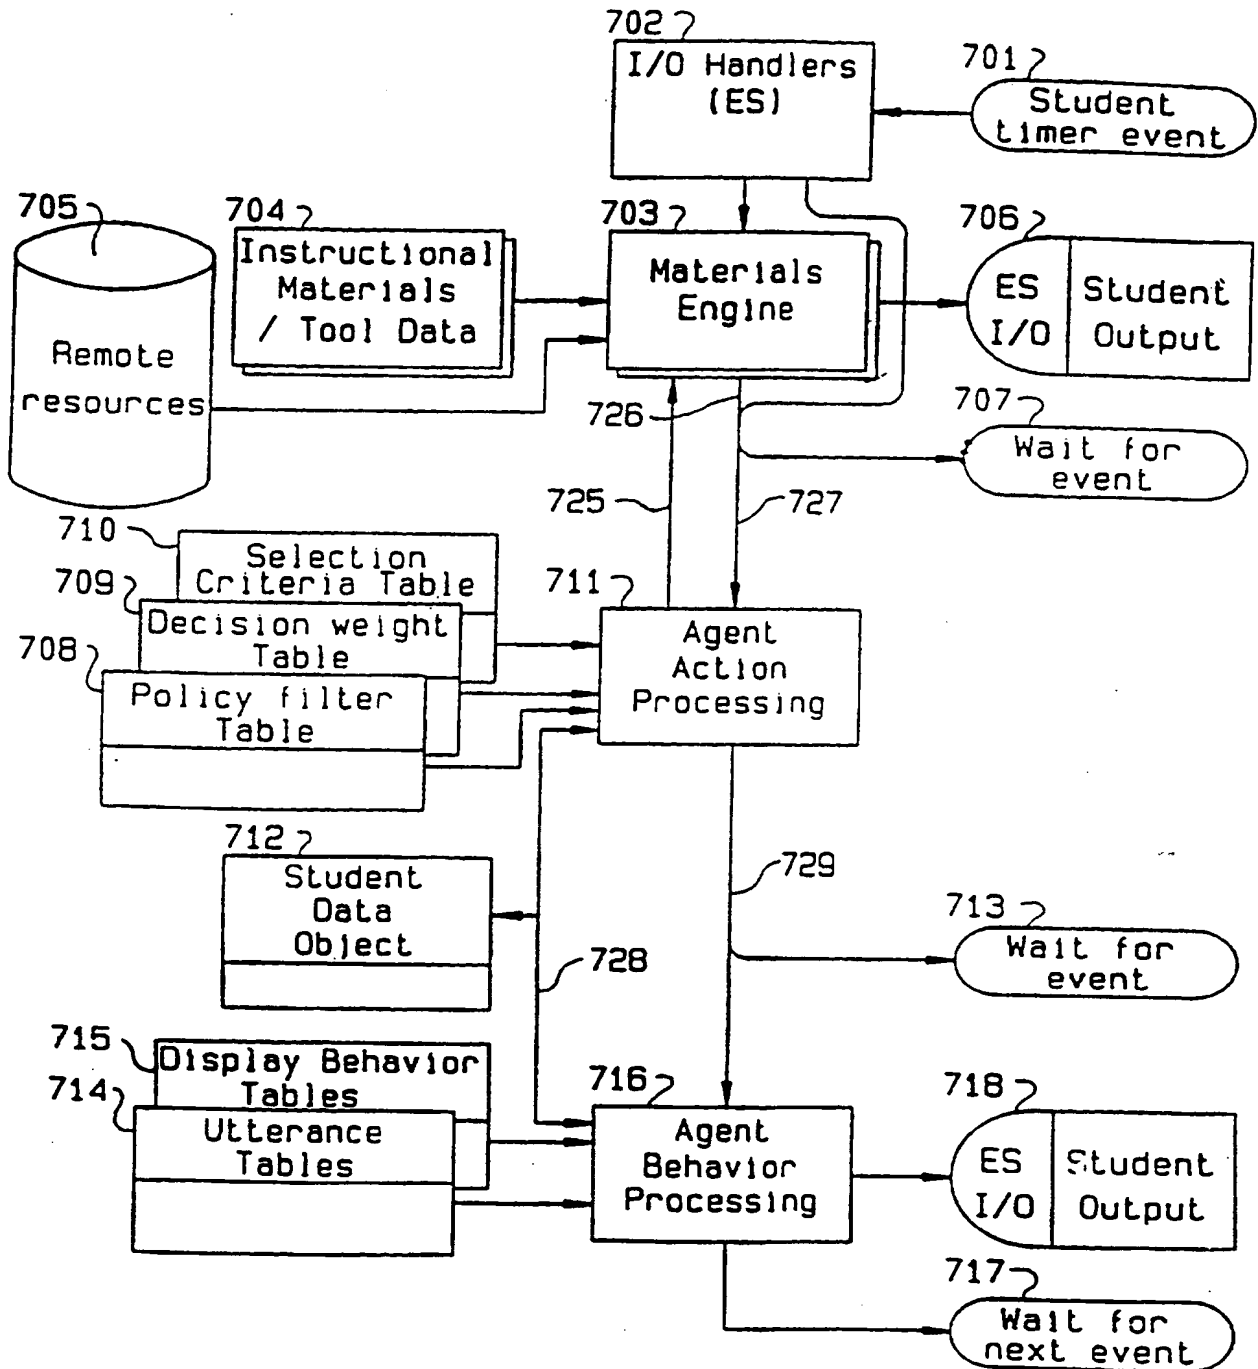 702
I/O Handlers
(ES)
701
Student
timer event
705
Remote
resources
704
Instructional
Materials
/ Tool Data
703
Materials
Engine
706
ES
I/O
Student
Output
726
707
Wait for
event
725
727
710
Selection
Criteria Table
709
Decision weight
Table
708
Policy filter
Table
711
Agent
Action
Processing
712
Student
Data
Object
729
728
713
Wait for
event
715
Display Behavior
Tables
714
Utterance
Tables
716
Agent
Behavior
Processing
718
ES
I/O
Student
Output
717
Wait for
next event